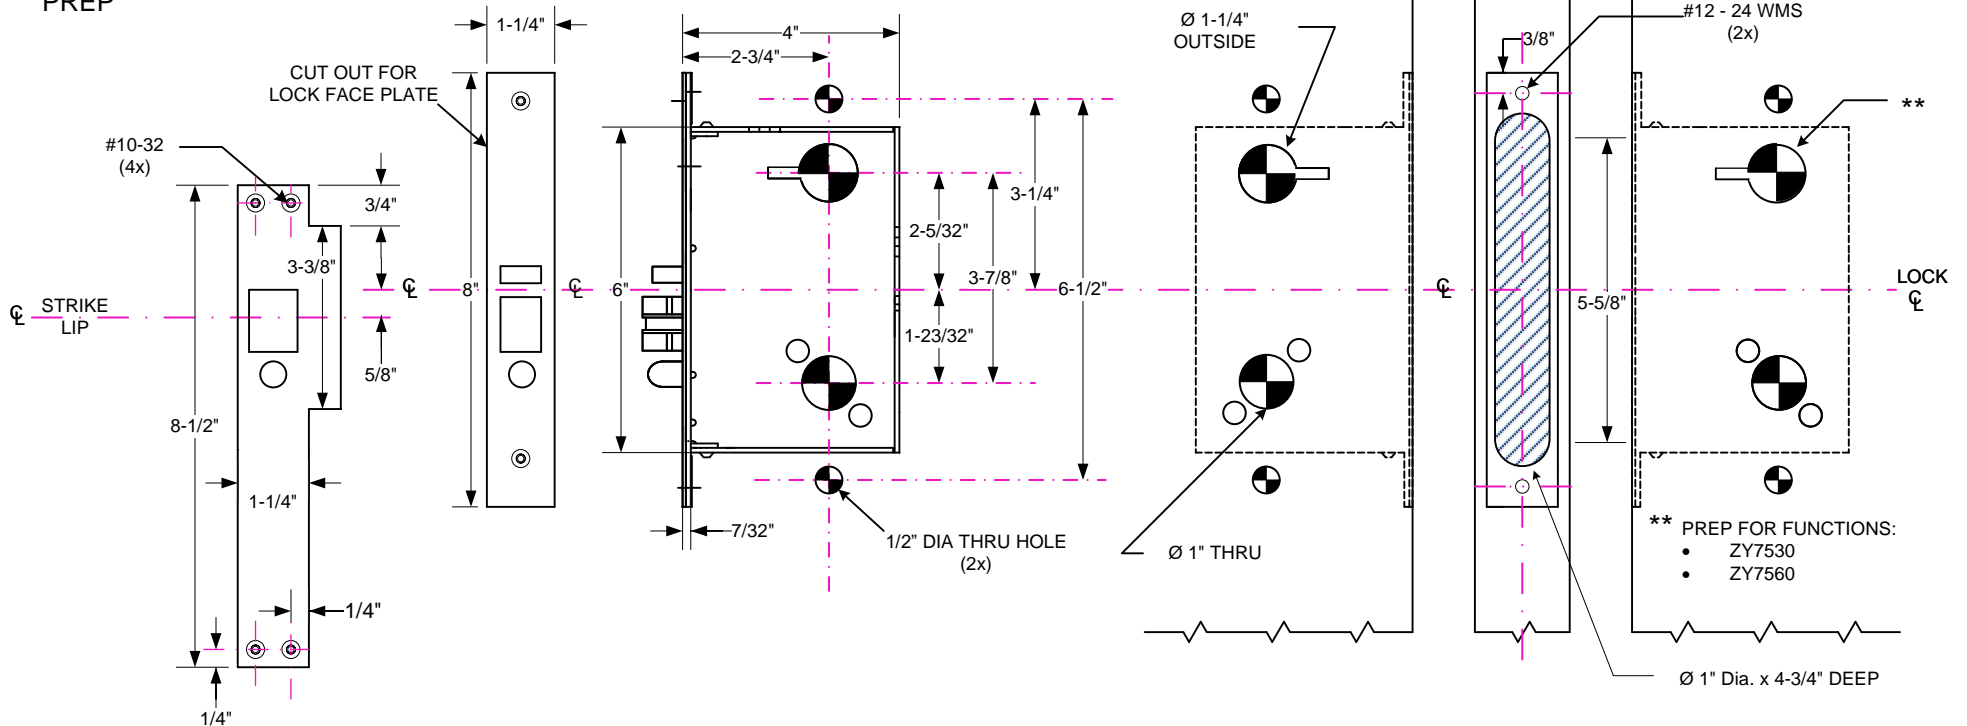 PREP
1-1/4"
CUT OUT FOR
LOCK FACE PLATE
#10-32
(4x)
3/4"
3-3/8"
℄ STRIKE
LIP
5/8"
8-1/2"
1-1/4"
1/4"
1/4"
℄
8"
℄
4"
2-3/4"
6"
2-5/32"
3-1/4"
3-7/8"
6-1/2"
1-23/32"
7/32"
1/2” DIA THRU HOLE
(2x)
Ø 1-1/4"
OUTSIDE
Ø 1" THRU
℄
#12 - 24 WMS
(2x)
3/8"
5-5/8"
**
LOCK
℄
** PREP FOR FUNCTIONS:
• ZY7530
• ZY7560
Ø 1" Dia. x 4-3/4" DEEP